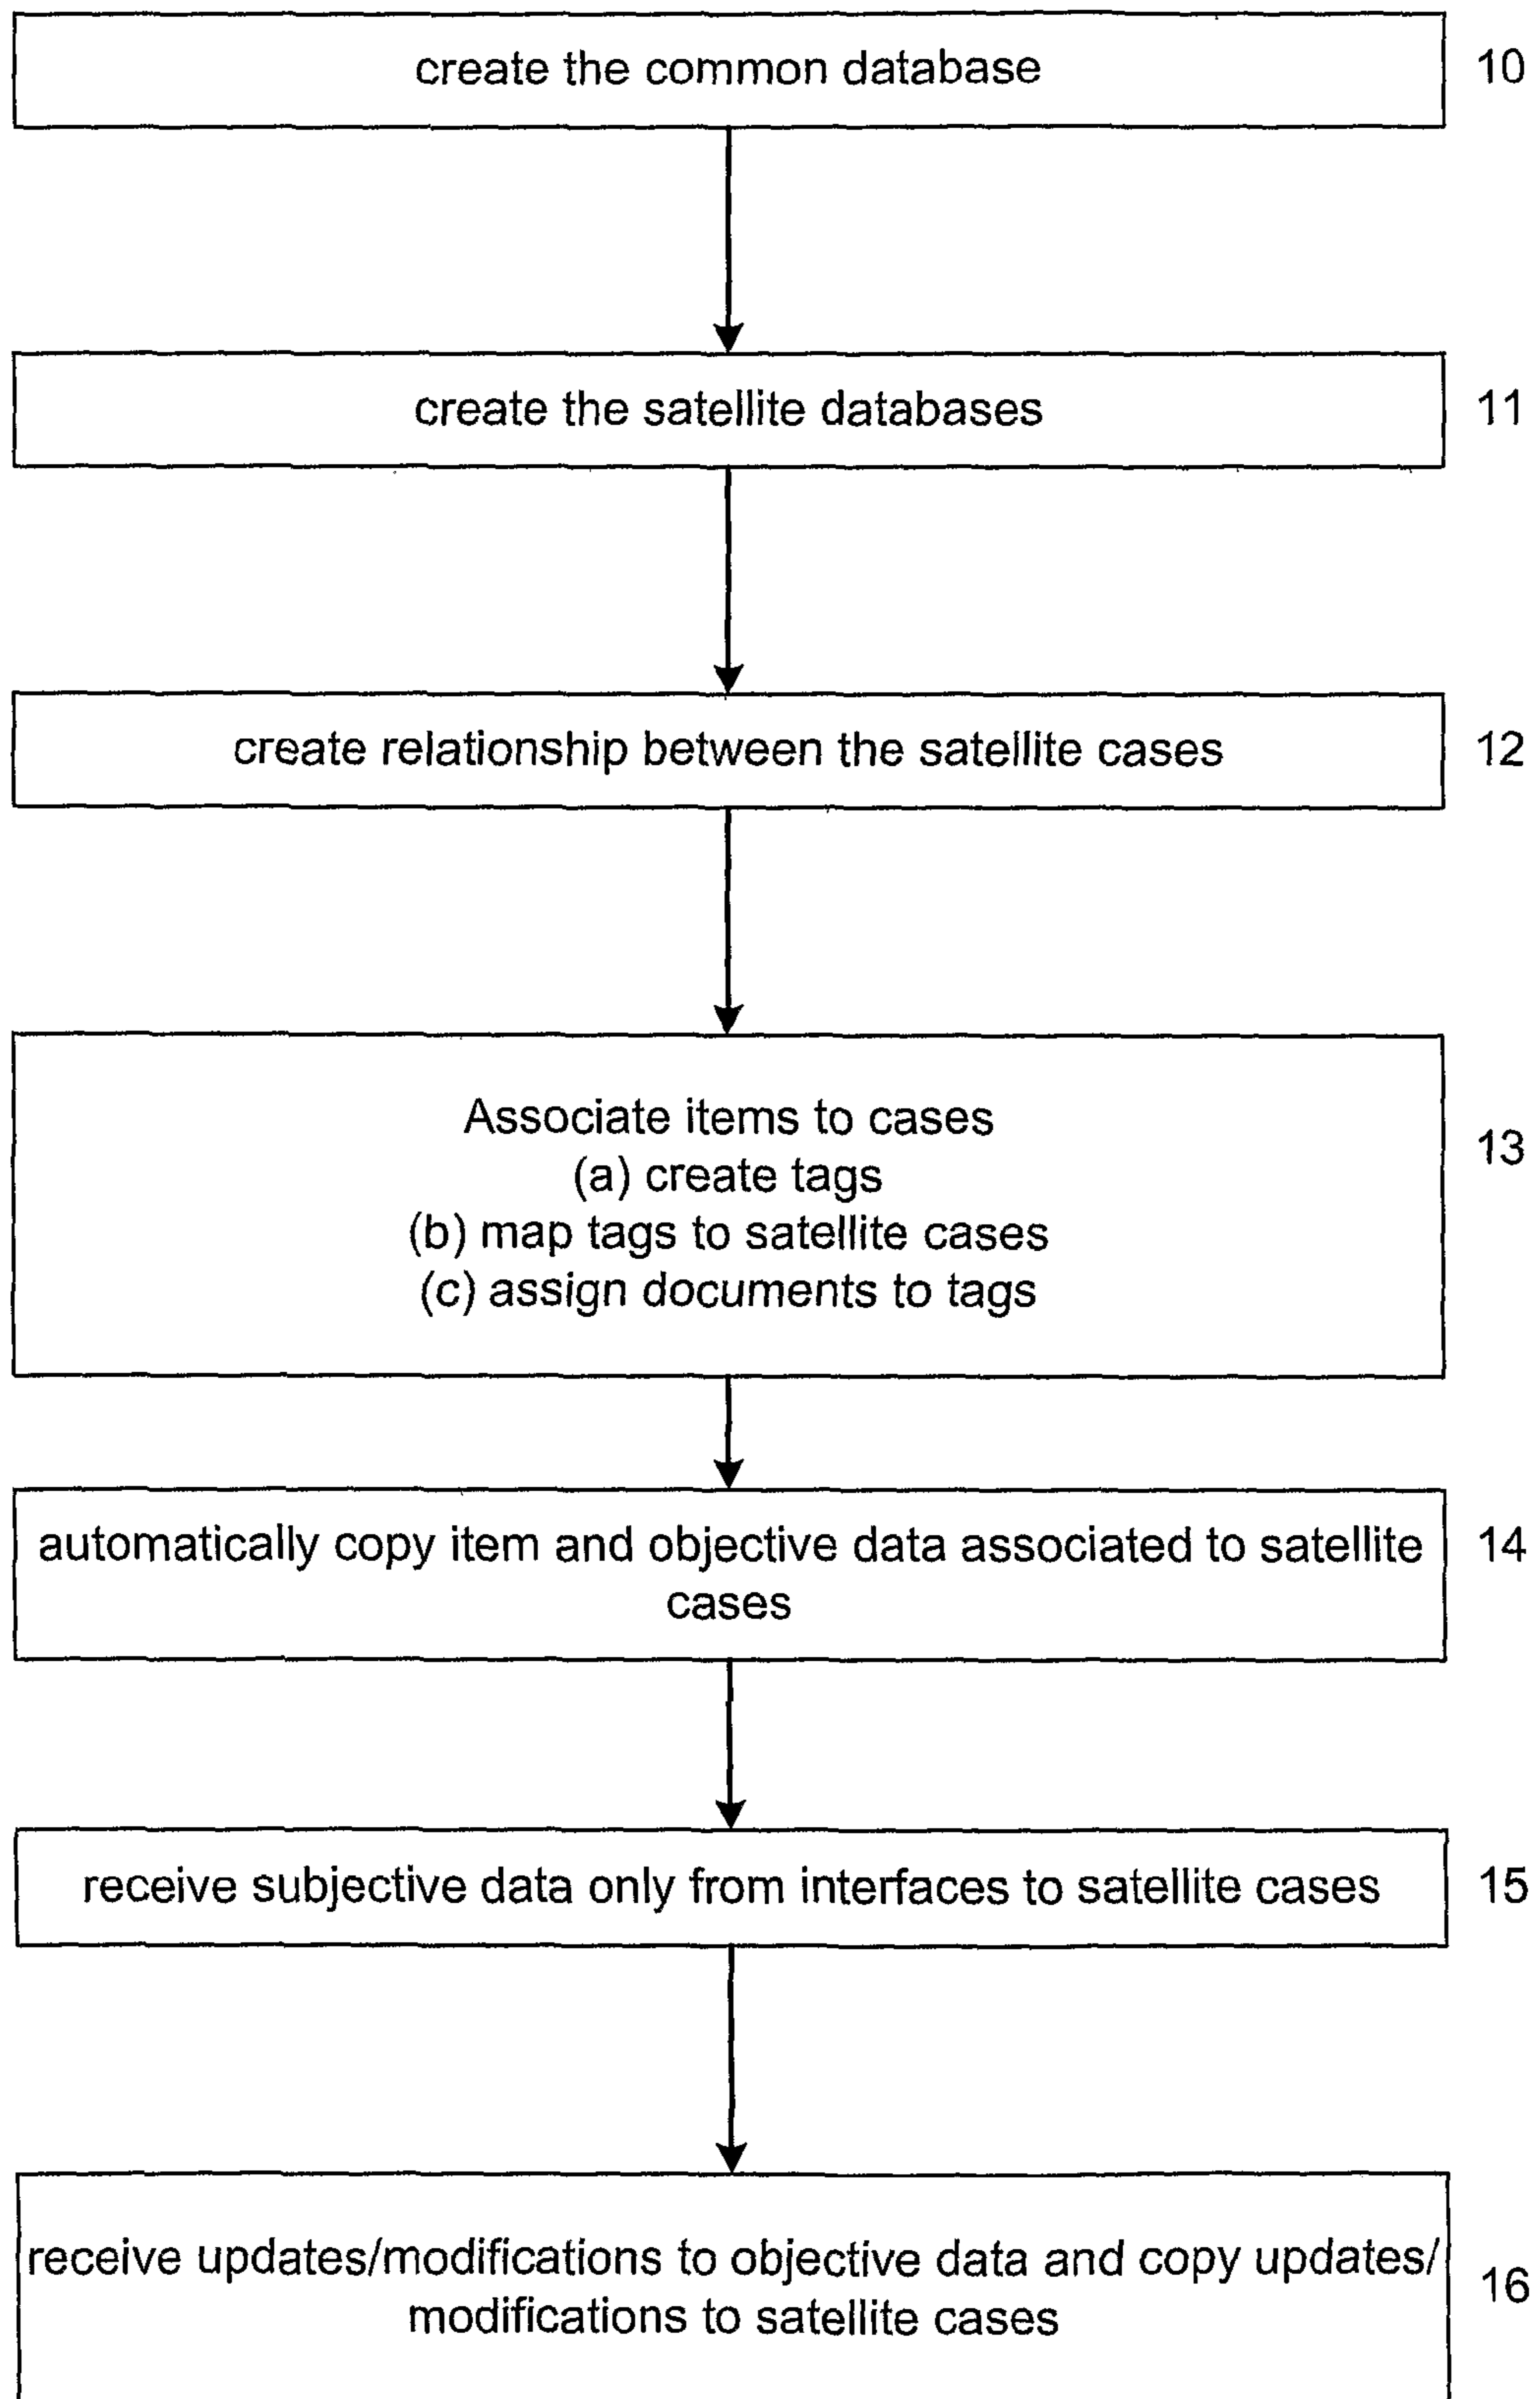 create the common database 10
create the satellite databases 11
create relationship between the satellite cases 12
Associate items to cases
(a) create tags
13
(b) map tags to satellite cases
(c) assign documents to tags
automatically copy item and objective data associated to satellite 14
cases
receive subjective data only from interfaces to satellite cases 15
receive updates/modifications to objective data and copy updates/
modifications to satellite cases
16